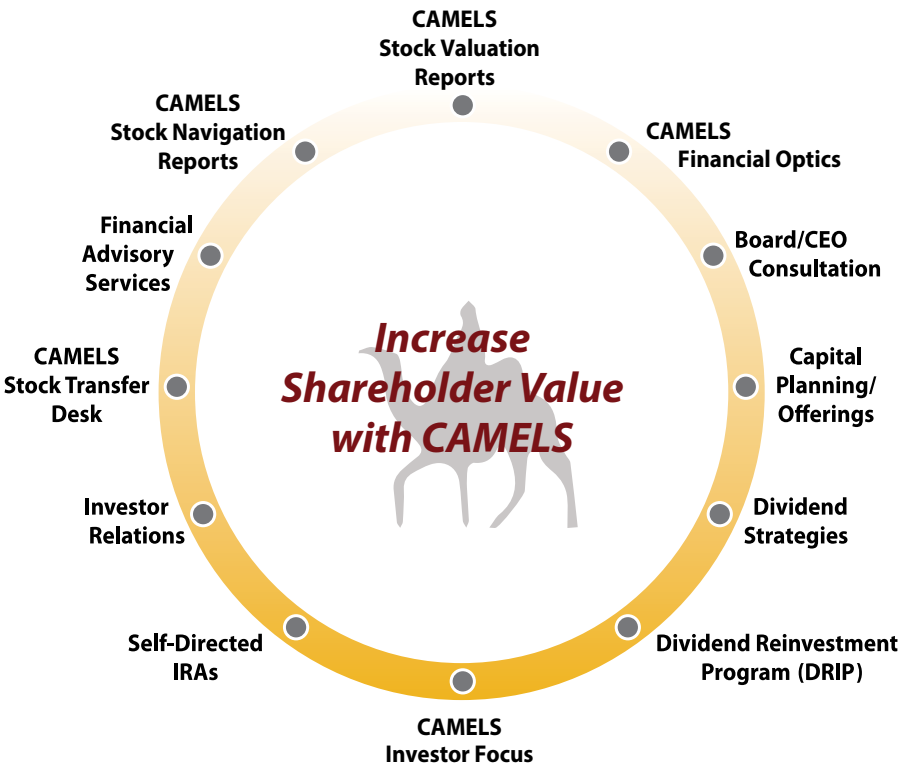 CAMELS
Stock Valuation
Reports
CAMELS
Financial Optics
Board/CEO
Consultation
Capital
Planning/
Offerings
Dividend
Strategies
Dividend Reinvestment
Program (DRIP)
CAMELS
Investor Focus
Self-Directed
IRAs
Investor
Relations
CAMELS
Stock Transfer
Desk
Financial
Advisory
Services
CAMELS
Stock Navigation
Reports
Increase
Shareholder Value
with CAMELS